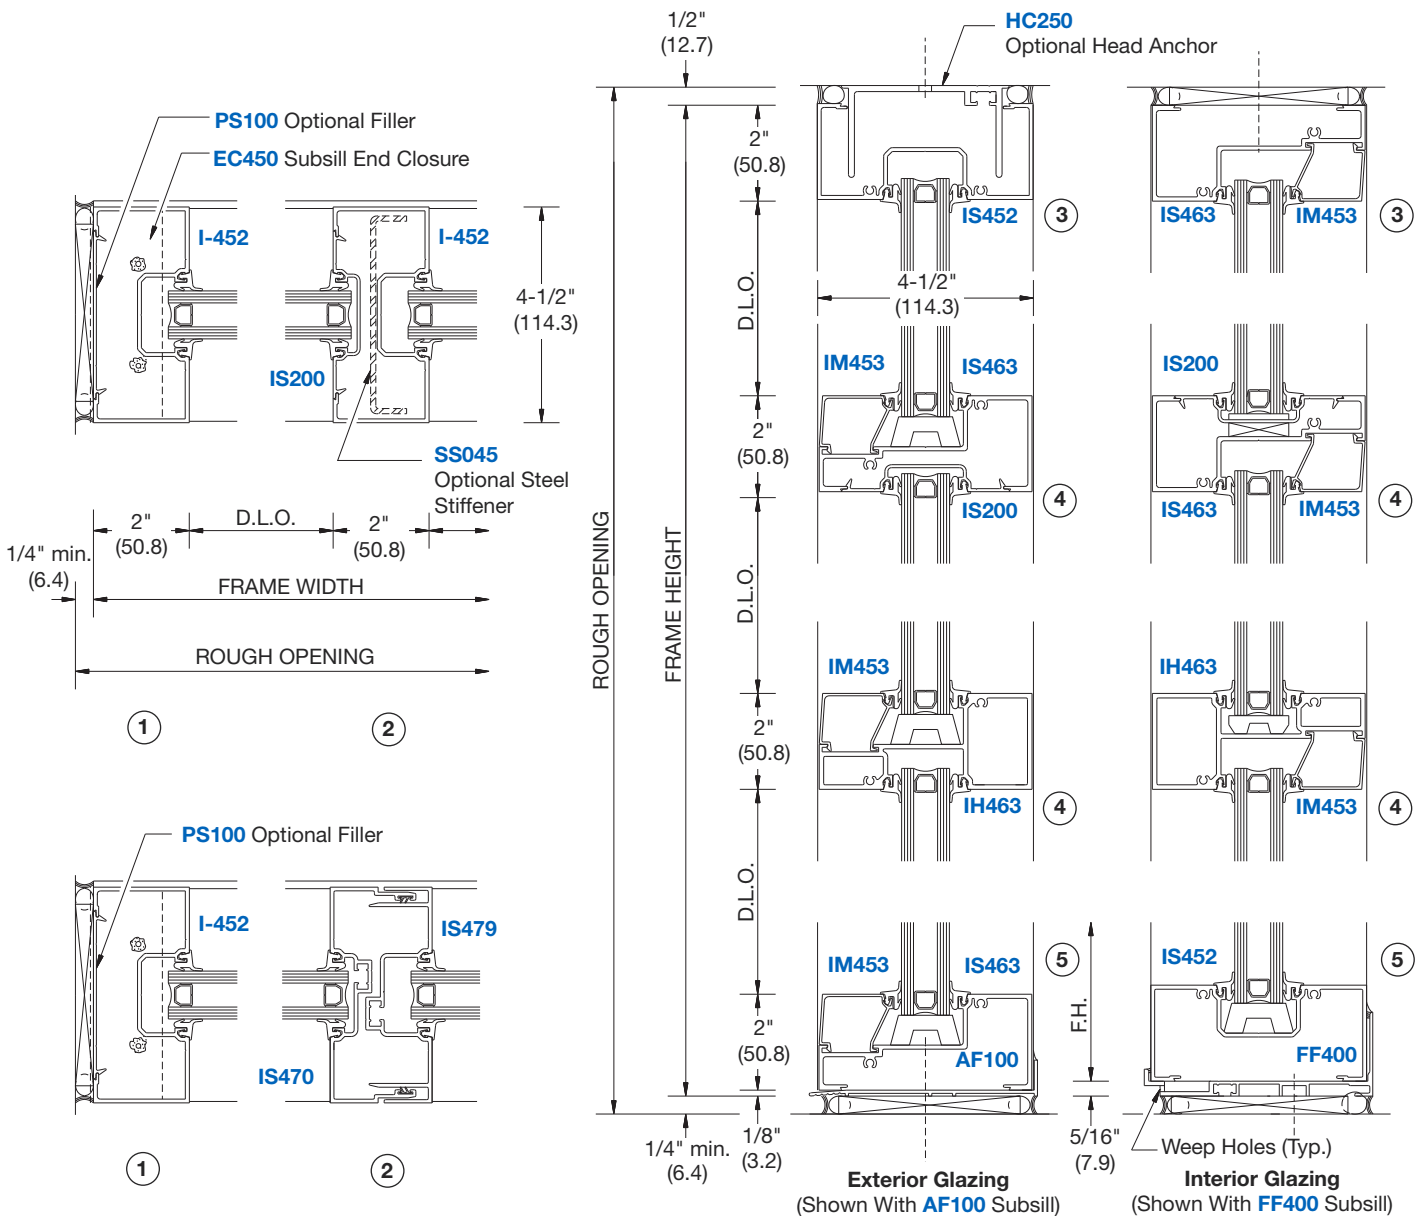 PS100 Optional Filler
EC450 Subsill End Closure
I-452
I-452
4-1/2"
(114.3)
IS200
SS045
Optional Steel
Stiffener
2"
(50.8)
D.L.O.
2"
(50.8)
1/4" min.
(6.4)
FRAME WIDTH
ROUGH OPENING
1
2
PS100 Optional Filler
I-452
IS479
IS470
1
2
1/2"
(12.7)
HC250
Optional Head Anchor
ROUGH OPENING
FRAME HEIGHT
2"
(50.8)
D.L.O.
2"
(50.8)
D.L.O.
2"
(50.8)
D.L.O.
2"
(50.8)
1/4" min.
(6.4)
1/8"
(3.2)
IS452
3
4-1/2"
(114.3)
IM453
IS463
IS200
4
IM453
IH463
4
IM453
IS463
5
AF100
Exterior Glazing
(Shown With AF100 Subsill)
IS463
IM453
3
IS200
IS463
IM453
4
IH463
IM453
4
IS452
5
F.H.
FF400
5/16"
(7.9)
Weep Holes (Typ.)
Interior Glazing
(Shown With FF400 Subsill)